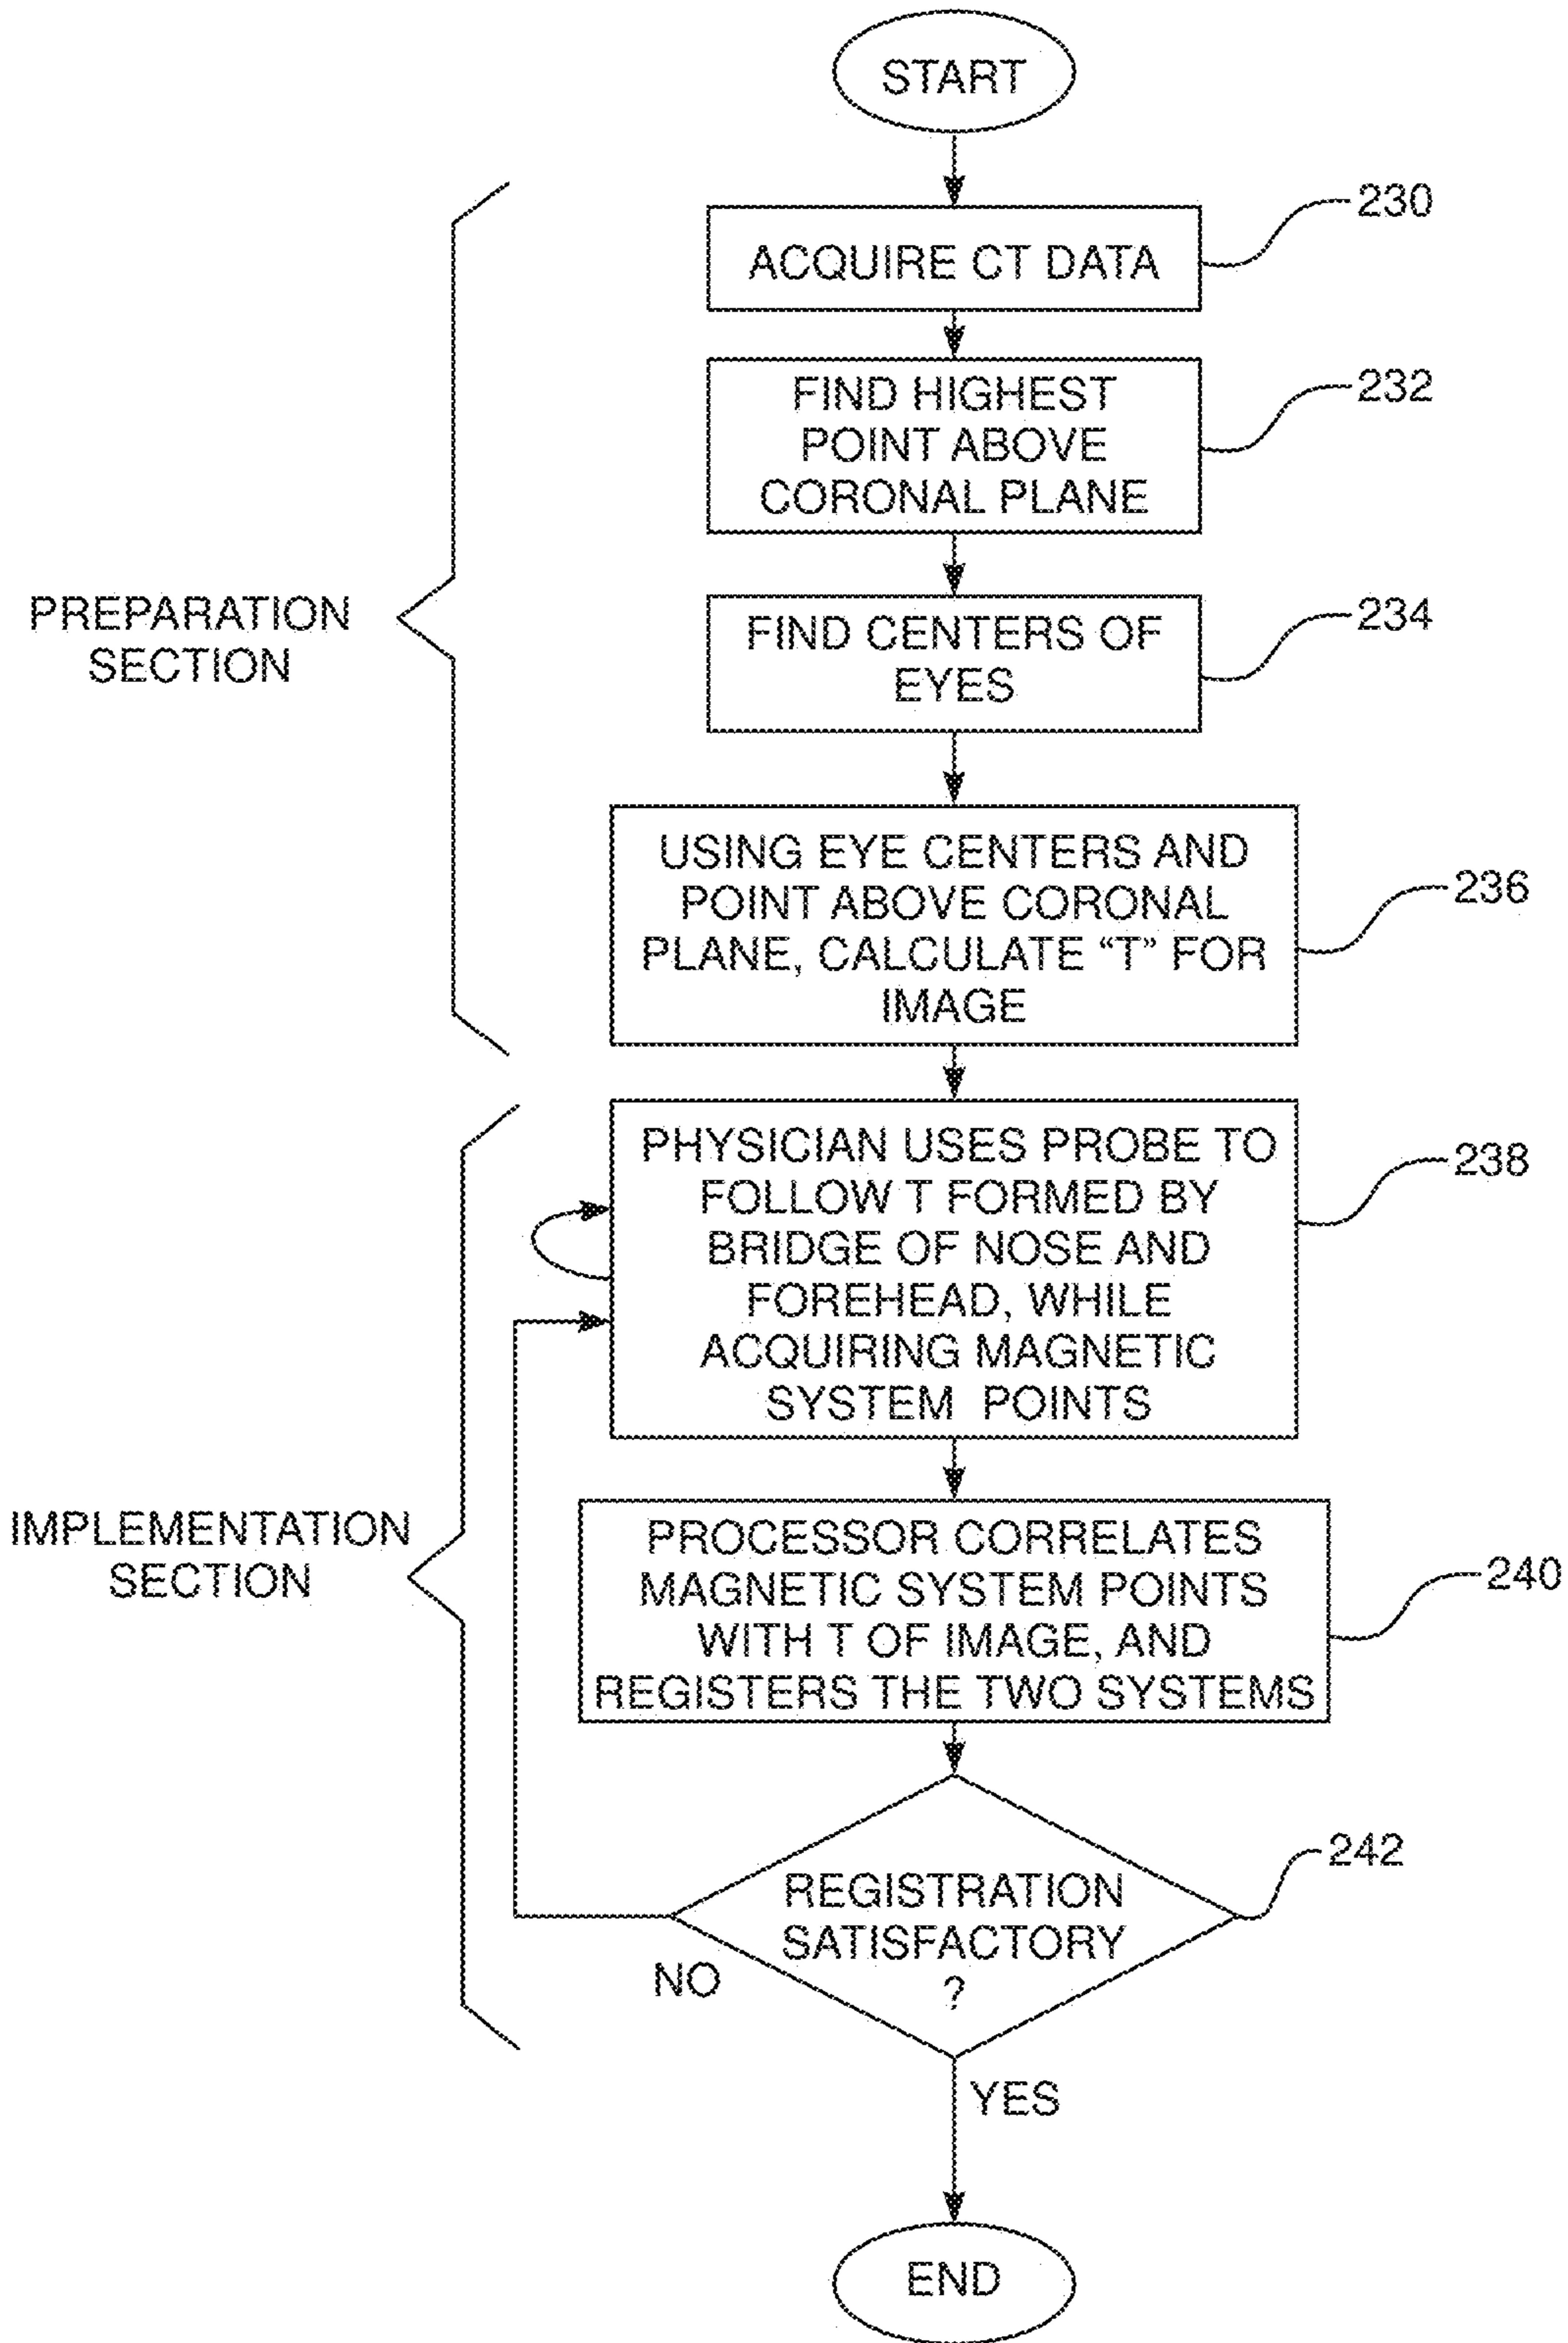 START
230
ACQUIRE CT DATA
232
FIND HIGHEST
POINT ABOVE
CORONAL PLANE
PREPARATION
SECTION
234
FIND CENTERS OF
EYES
236
USING EYE CENTERS AND
POINT ABOVE CORONAL
PLANE, CALCULATE “T” FOR
IMAGE
238
PHYSICIAN USES PROBE TO
FOLLOW T FORMED BY
BRIDGE OF NOSE AND
FOREHEAD, WHILE
ACQUIRING MAGNETIC
SYSTEM POINTS
IMPLEMENTATION
SECTION
240
PROCESSOR CORRELATES
MAGNETIC SYSTEM POINTS
WITH T OF IMAGE, AND
REGISTERS THE TWO SYSTEMS
242
REGISTRATION
SATISFACTORY
?
NO
YES
END